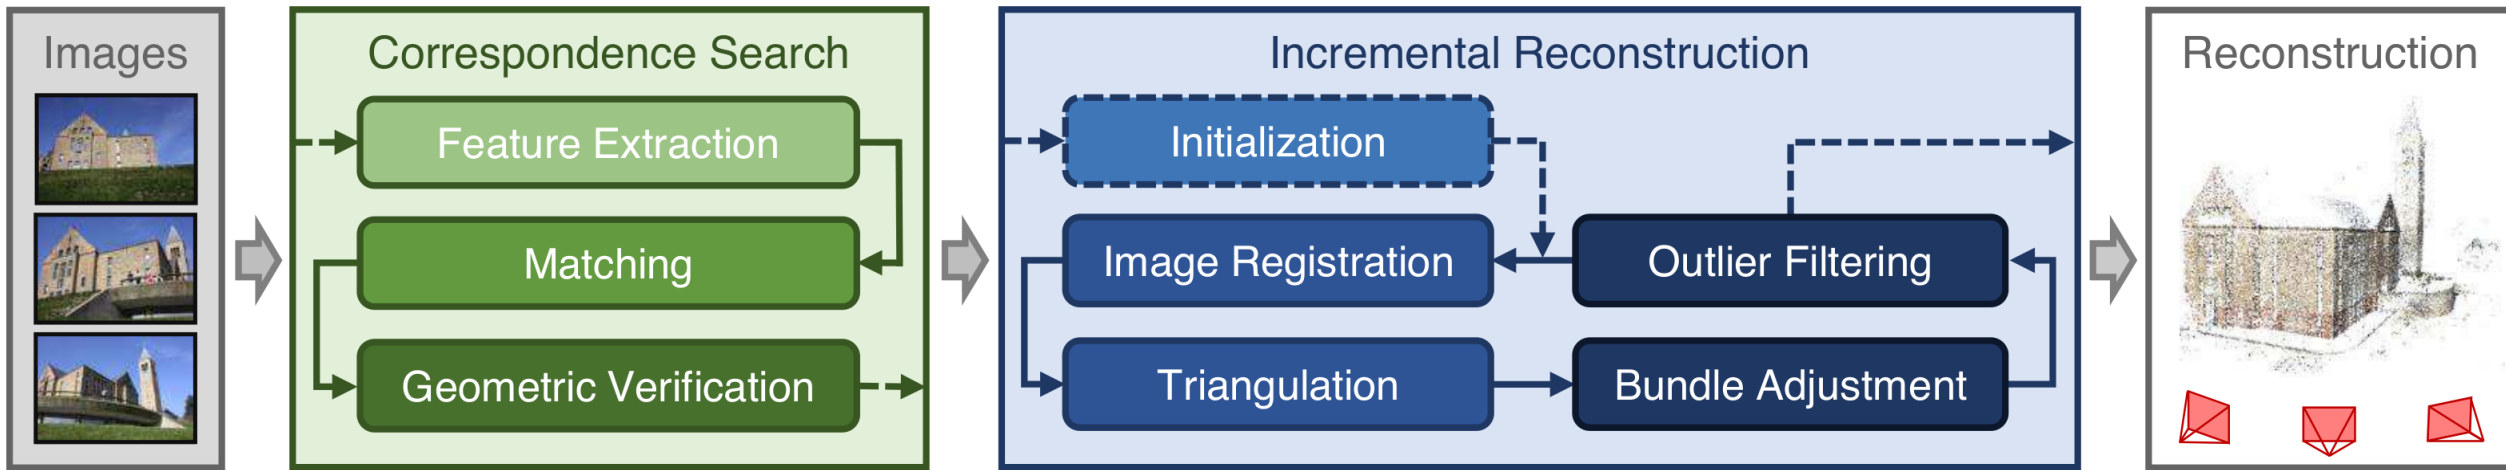 Images
Correspondence Search
Feature Extraction
Matching
Geometric Verification
Incremental Reconstruction
Initialization
Image Registration
Outlier Filtering
Triangulation
Bundle Adjustment
Reconstruction